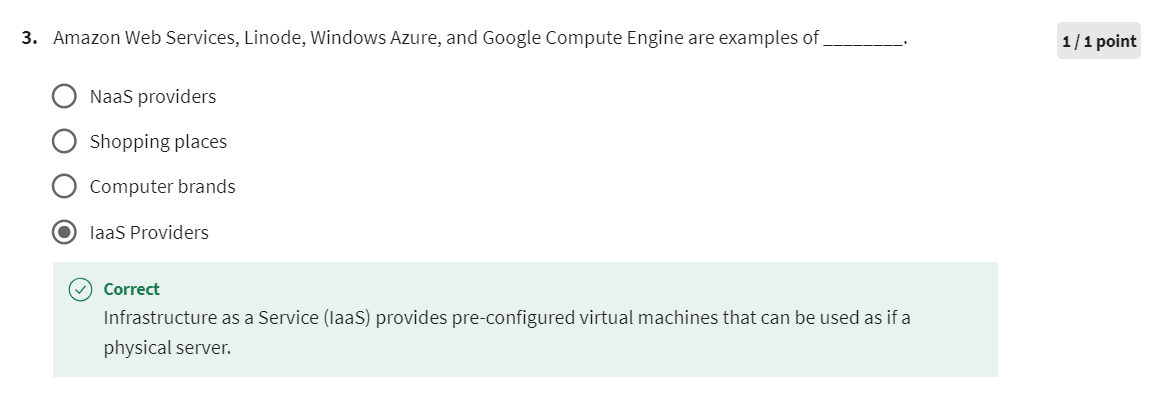 3. Amazon Web Services, Linode, Windows Azure, and Google Compute Engine are examples of ________.
1 / 1 point
NaaS providers
Shopping places
Computer brands
IaaS Providers
Correct
Infrastructure as a Service (IaaS) provides pre-configured virtual machines that can be used as if a
physical server.